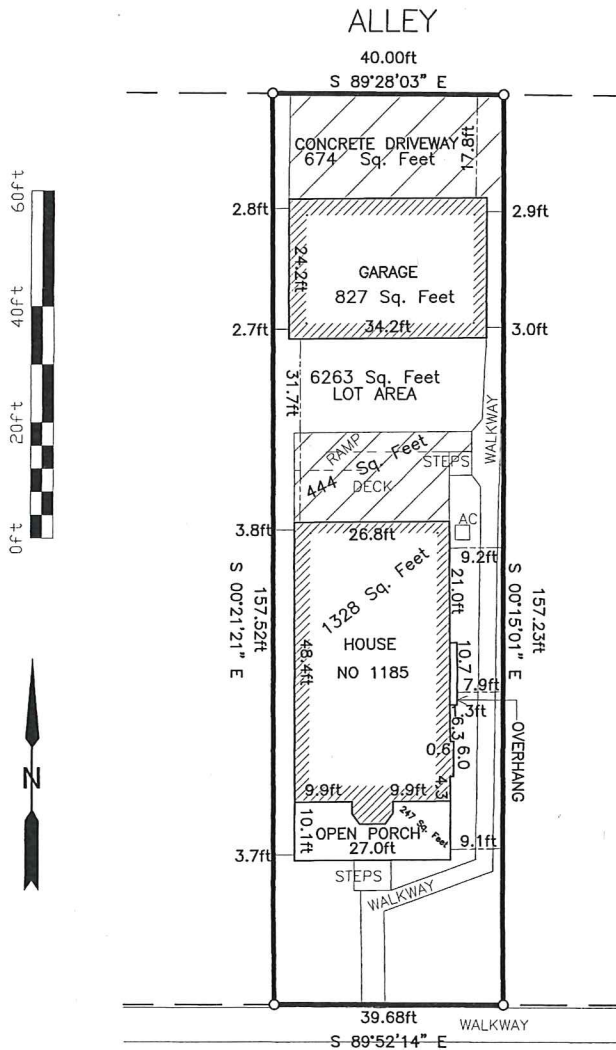 ALLEY
40.00ft
S 89°28'03" E
CONCRETE DRIVEWAY
674 Sq. Feet
17.8ft
60ft
40ft
20ft
0ft
2.8ft
2.9ft
24.2ft
GARAGE
827 Sq. Feet
34.2ft
2.7ft
3.0ft
31.7ft
6263 Sq. Feet
LOT AREA
WALKWAY
RAMP
STEPS
444 Sq. Feet
DECK
AC
3.8ft
26.8ft
9.2ft
S 00°21'21" E
157.52ft
21.0ft
S 00°15'01" E
157.23ft
1328 Sq. Feet
HOUSE
NO 1185
48.4ft
10.7
7.9ft
OVERHANG
6.3
6.0
0.6
4.3
N
9.9ft
9.9ft
10.1ft
247 Sq. Feet
OPEN PORCH
27.0ft
9.1ft
3.7ft
STEPS
WALKWAY
39.68ft
S 89°52'14" E
WALKWAY